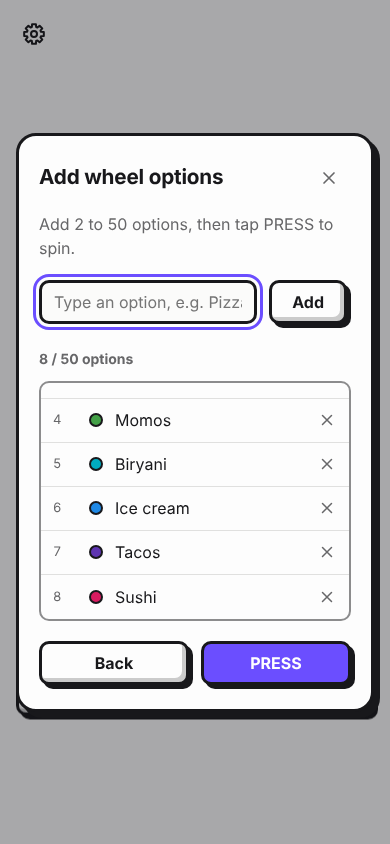 Add wheel options
Add 2 to 50 options, then tap PRESS to
spin.
Type an option, e.g. Pizza
Add
8 / 50 options
4 Momos
5 Biryani
6 Ice cream
7 Tacos
8 Sushi
Back
PRESS